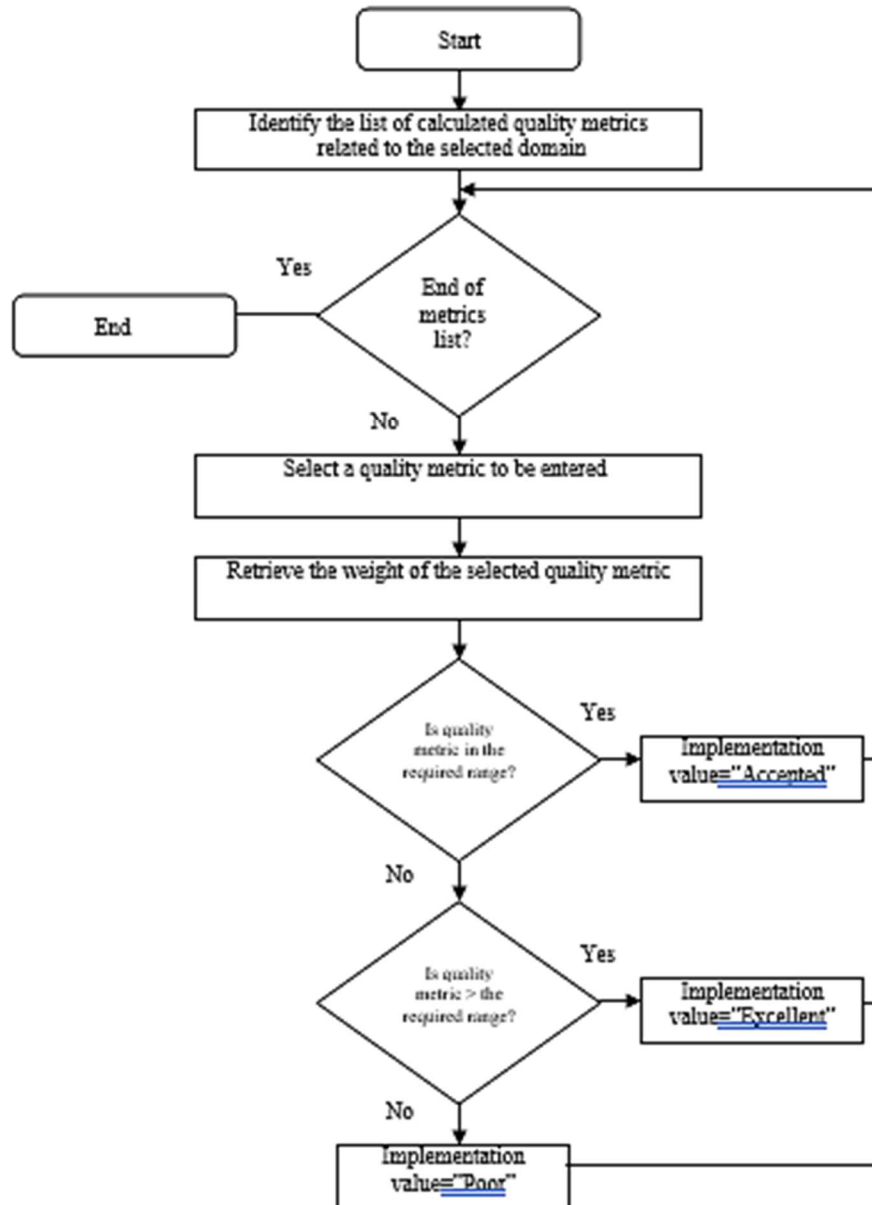 Start
Identify the list of calculated quality metrics
related to the selected domain
Yes
End of
metrics
list?
End
No
Select a quality metric to be entered
Retrieve the weight of the selected quality metric
Is quality
metric in the
required range?
Yes
Implementation
value="Accepted"
No
Is quality
metric > the
required range?
Yes
Implementation
value="Excellent"
No
Implementation
value="Poor"